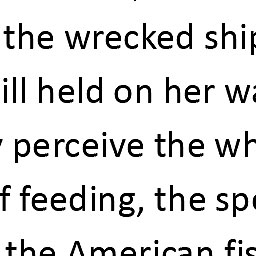 the wrecked ship
ill held on her wa
y perceive the wh
f feeding, the spe
the American fis